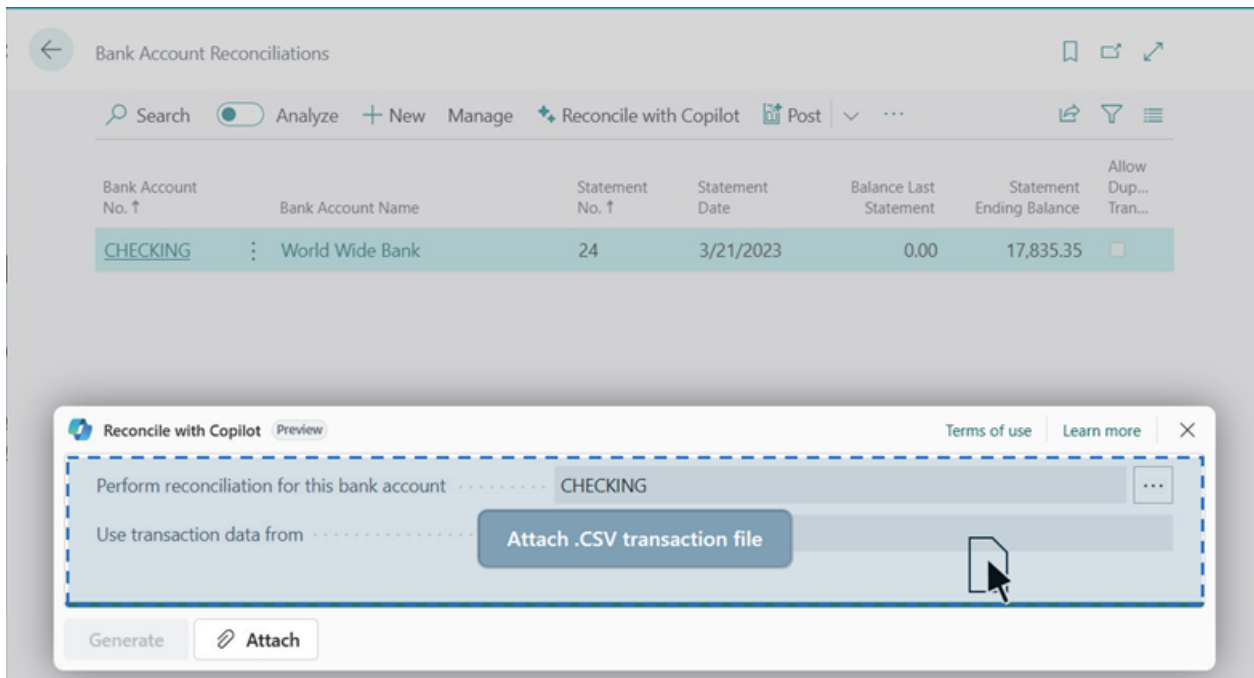 Bank Account Reconciliations
Search Analyze + New Manage Reconcile with Copilot Post ...
Bank Account No. ↑ Bank Account Name Statement No. ↑ Statement Date Balance Last Statement Statement Ending Balance Allow Dup... Tran...
CHECKING World Wide Bank 24 3/21/2023 0.00 17,835.35
Reconcile with Copilot Preview Terms of use Learn more
Perform reconciliation for this bank account CHECKING ...
Use transaction data from
Attach .CSV transaction file
Generate Attach